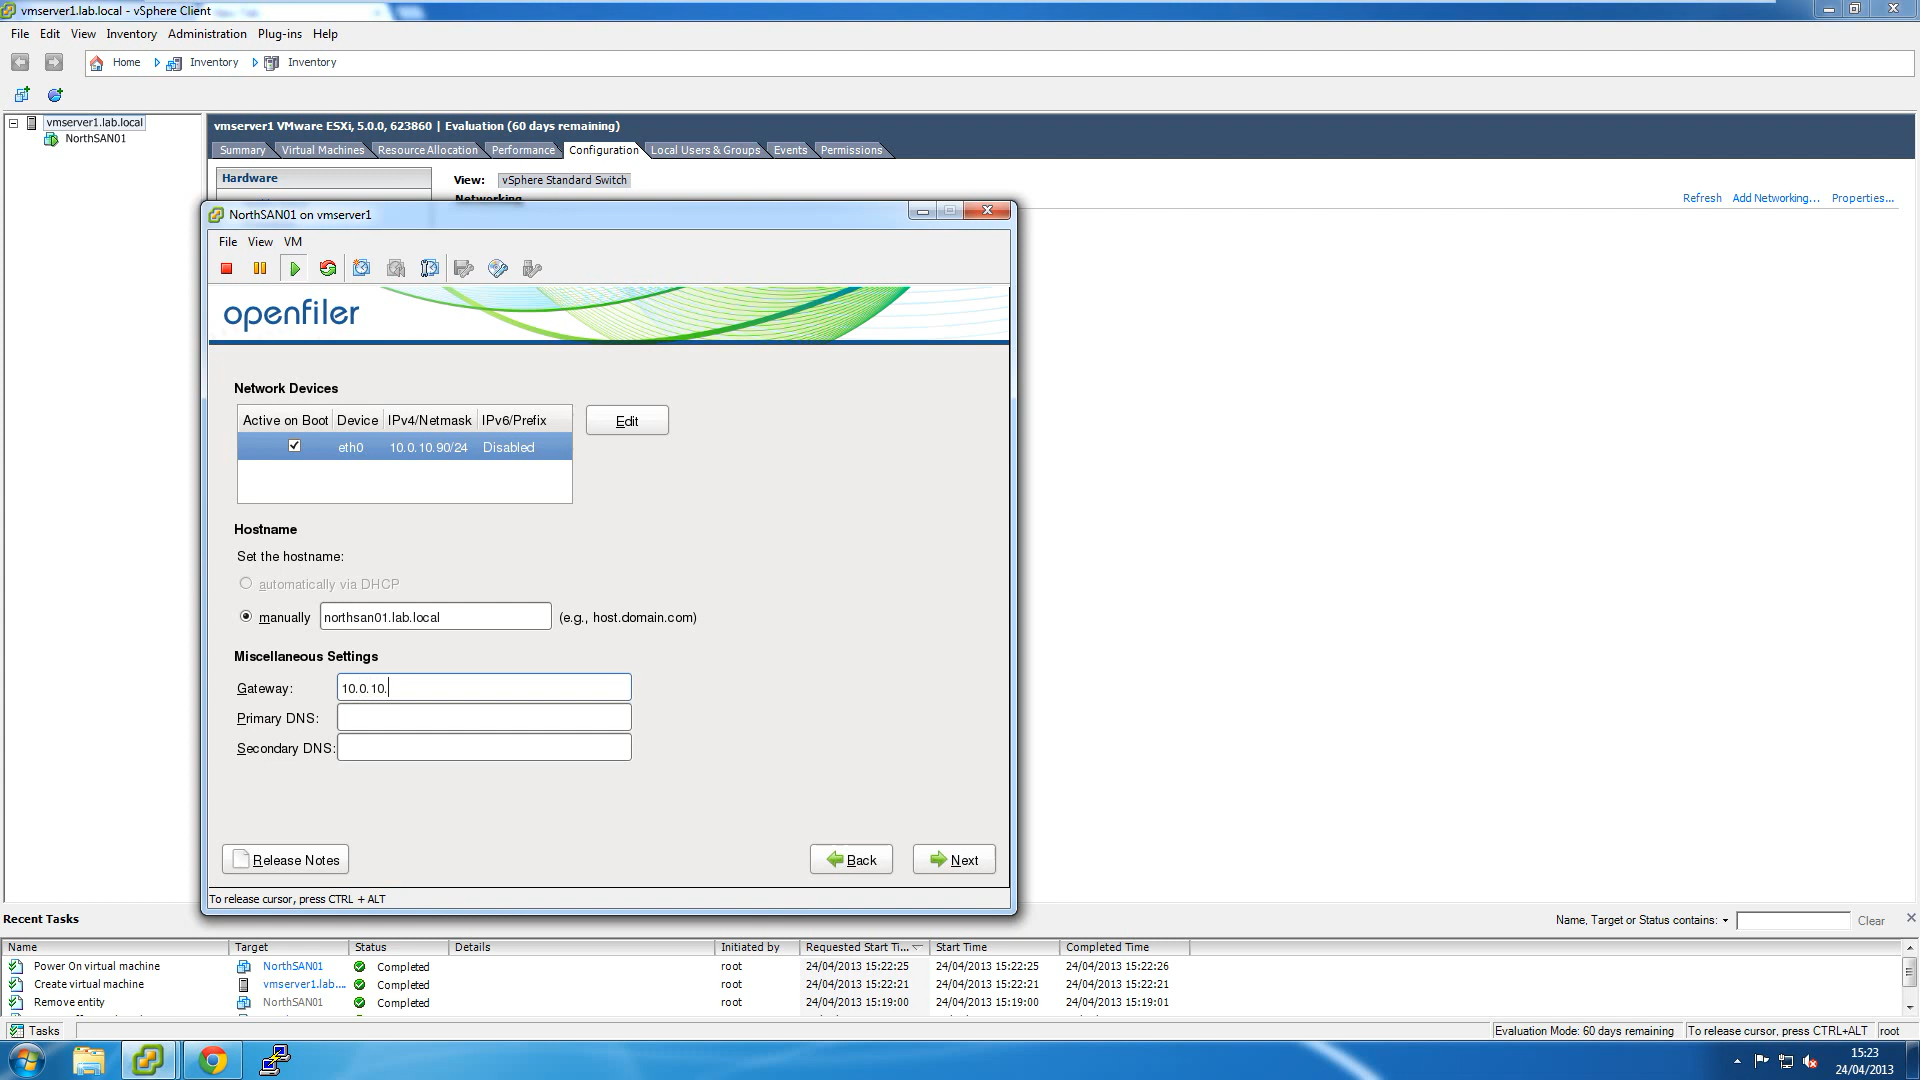 vmserver1.lab.local - vSphere Client
File Edit View Inventory Administration Plug-ins Help
Home Inventory Inventory
vmserver1.lab.local
NorthSAN01
vmserver1 VMware ESXi, 5.0.0, 623860 | Evaluation (60 days remaining)
Summary Virtual Machines Resource Allocation Performance Configuration Local Users & Groups Events Permissions
Hardware
View: vSphere Standard Switch
Networking
Refresh Add Networking... Properties...
NorthSAN01 on vmserver1
File View VM
openfiler
Network Devices
Active on Boot Device IPv4/Netmask IPv6/Prefix
eth0 10.0.10.90/24 Disabled
Edit
Hostname
Set the hostname:
automatically via DHCP
manually northsan01.lab.local (e.g., host.domain.com)
Miscellaneous Settings
Gateway: 10.0.10.
Primary DNS:
Secondary DNS:
Release Notes Back Next
To release cursor, press CTRL + ALT
Recent Tasks
Name, Target or Status contains: Clear
Name Target Status Details Initiated by Requested Start Ti... Start Time Completed Time
Power On virtual machine NorthSAN01 Completed root 24/04/2013 15:22:25 24/04/2013 15:22:25 24/04/2013 15:22:26
Create virtual machine vmserver1.lab.... Completed root 24/04/2013 15:22:21 24/04/2013 15:22:21 24/04/2013 15:22:21
Remove entity NorthSAN01 Completed root 24/04/2013 15:19:00 24/04/2013 15:19:00 24/04/2013 15:19:01
Tasks Evaluation Mode: 60 days remaining To release cursor, press CTRL+ALT root
15:23
24/04/2013